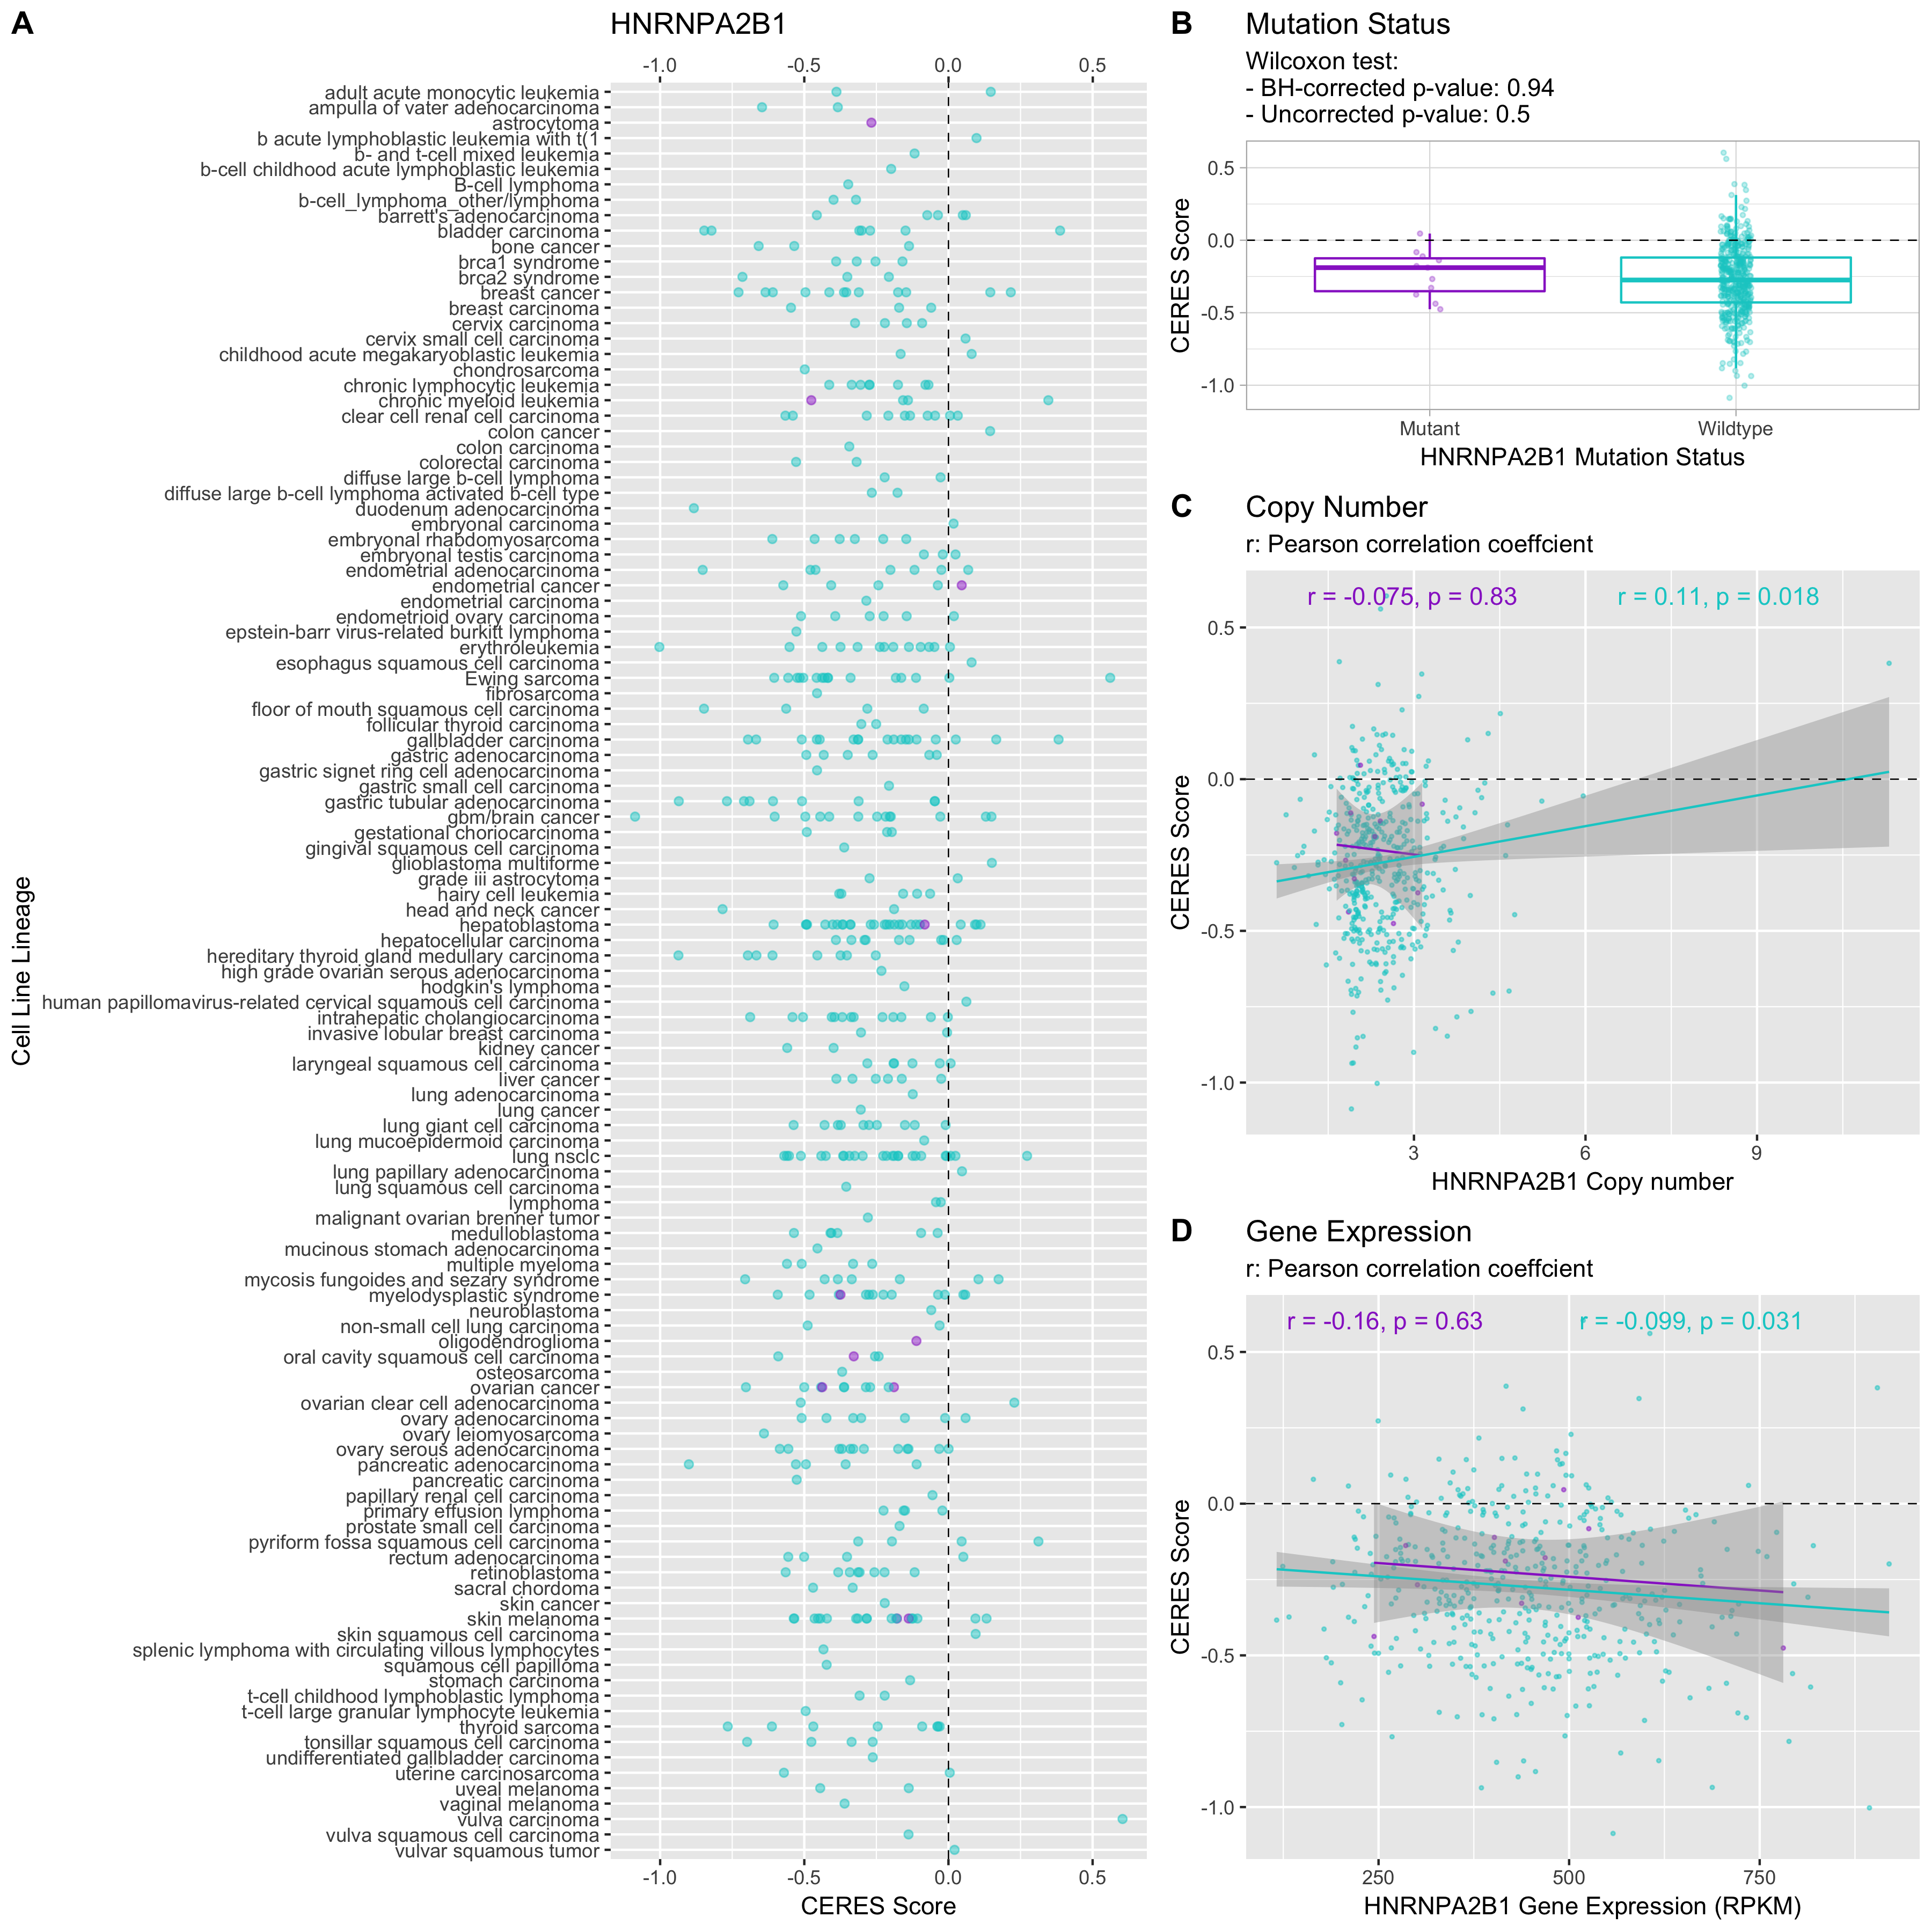 A
HNRNPA2B1
-1.0 -0.5 0.0 0.5
Cell Line Lineage
adult acute monocytic leukemia
ampulla of vater adenocarcinoma
astrocytoma
b acute lymphoblastic leukemia with t(1
b- and t-cell mixed leukemia
b-cell childhood acute lymphoblastic leukemia
B-cell lymphoma
b-cell_lymphoma_other/lymphoma
barrett's adenocarcinoma
bladder carcinoma
bone cancer
brca1 syndrome
brca2 syndrome
breast cancer
breast carcinoma
cervix carcinoma
cervix small cell carcinoma
childhood acute megakaryoblastic leukemia
chondrosarcoma
chronic lymphocytic leukemia
chronic myeloid leukemia
clear cell renal cell carcinoma
colon cancer
colon carcinoma
colorectal carcinoma
diffuse large b-cell lymphoma
diffuse large b-cell lymphoma activated b-cell type
duodenum adenocarcinoma
embryonal carcinoma
embryonal rhabdomyosarcoma
embryonal testis carcinoma
endometrial adenocarcinoma
endometrial cancer
endometrial carcinoma
endometrioid ovary carcinoma
epstein-barr virus-related burkitt lymphoma
erythroleukemia
esophagus squamous cell carcinoma
Ewing sarcoma
fibrosarcoma
floor of mouth squamous cell carcinoma
follicular thyroid carcinoma
gallbladder carcinoma
gastric adenocarcinoma
gastric signet ring cell adenocarcinoma
gastric small cell carcinoma
gastric tubular adenocarcinoma
gbm/brain cancer
gestational choriocarcinoma
gingival squamous cell carcinoma
glioblastoma multiforme
grade iii astrocytoma
hairy cell leukemia
head and neck cancer
hepatoblastoma
hepatocellular carcinoma
hereditary thyroid gland medullary carcinoma
high grade ovarian serous adenocarcinoma
hodgkin's lymphoma
human papillomavirus-related cervical squamous cell carcinoma
intrahepatic cholangiocarcinoma
invasive lobular breast carcinoma
kidney cancer
laryngeal squamous cell carcinoma
liver cancer
lung adenocarcinoma
lung cancer
lung giant cell carcinoma
lung mucoepidermoid carcinoma
lung nsclc
lung papillary adenocarcinoma
lung squamous cell carcinoma
lymphoma
malignant ovarian brenner tumor
medulloblastoma
mucinous stomach adenocarcinoma
multiple myeloma
mycosis fungoides and sezary syndrome
myelodysplastic syndrome
neuroblastoma
non-small cell lung carcinoma
oligodendroglioma
oral cavity squamous cell carcinoma
osteosarcoma
ovarian cancer
ovarian clear cell adenocarcinoma
ovary adenocarcinoma
ovary leiomyosarcoma
ovary serous adenocarcinoma
pancreatic adenocarcinoma
pancreatic carcinoma
papillary renal cell carcinoma
primary effusion lymphoma
prostate small cell carcinoma
pyriform fossa squamous cell carcinoma
rectum adenocarcinoma
retinoblastoma
sacral chordoma
skin cancer
skin melanoma
skin squamous cell carcinoma
splenic lymphoma with circulating villous lymphocytes
squamous cell papilloma
stomach carcinoma
t-cell childhood lymphoblastic lymphoma
t-cell large granular lymphocyte leukemia
thyroid sarcoma
tonsillar squamous cell carcinoma
undifferentiated gallbladder carcinoma
uterine carcinosarcoma
uveal melanoma
vaginal melanoma
vulva carcinoma
vulva squamous cell carcinoma
vulvar squamous tumor
-1.0 -0.5 0.0 0.5
CERES Score
B
Mutation Status
Wilcoxon test:
- BH-corrected p-value: 0.94
- Uncorrected p-value: 0.5
CERES Score
0.5
0.0
-0.5
-1.0
Mutant Wildtype
HNRNPA2B1 Mutation Status
C
Copy Number
r: Pearson correlation coeffcient
r = -0.075, p = 0.83 r = 0.11, p = 0.018
CERES Score
0.5
0.0
-0.5
-1.0
3 6 9
HNRNPA2B1 Copy number
D
Gene Expression
r: Pearson correlation coeffcient
r = -0.16, p = 0.63 r = -0.099, p = 0.031
CERES Score
0.5
0.0
-0.5
-1.0
250 500 750
HNRNPA2B1 Gene Expression (RPKM)